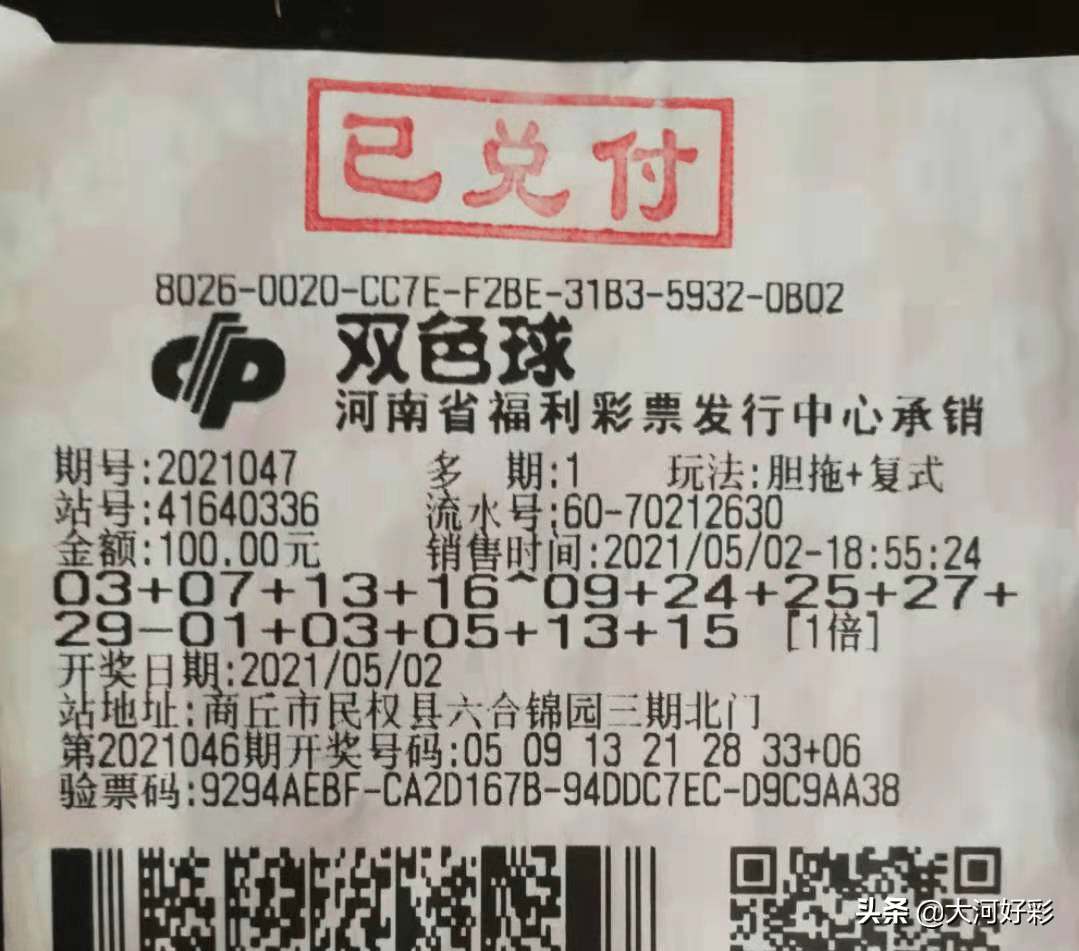 已兑付
8026-0020-CC7E-F2BE-31B3-5932-0B02
双色球
河南省福利彩票发行中心承销
期号:2021047 多 期:1 玩法:胆拖+复式
站号:41640336 流水号:60-70212630
金额:100.00元 销售时间:2021/05/02-18:55:24
03+07+13+16^09+24+25+27+
29-01+03+05+13+15 [1倍]
开奖日期:2021/05/02
站地址:商丘市民权县六合锦园三期北门
第2021046期开奖号码:05 09 13 21 28 33+06
验票码:9294AEBF-CA2D167B-94DDC7EC-D9C9AA38
头条 @大河好彩